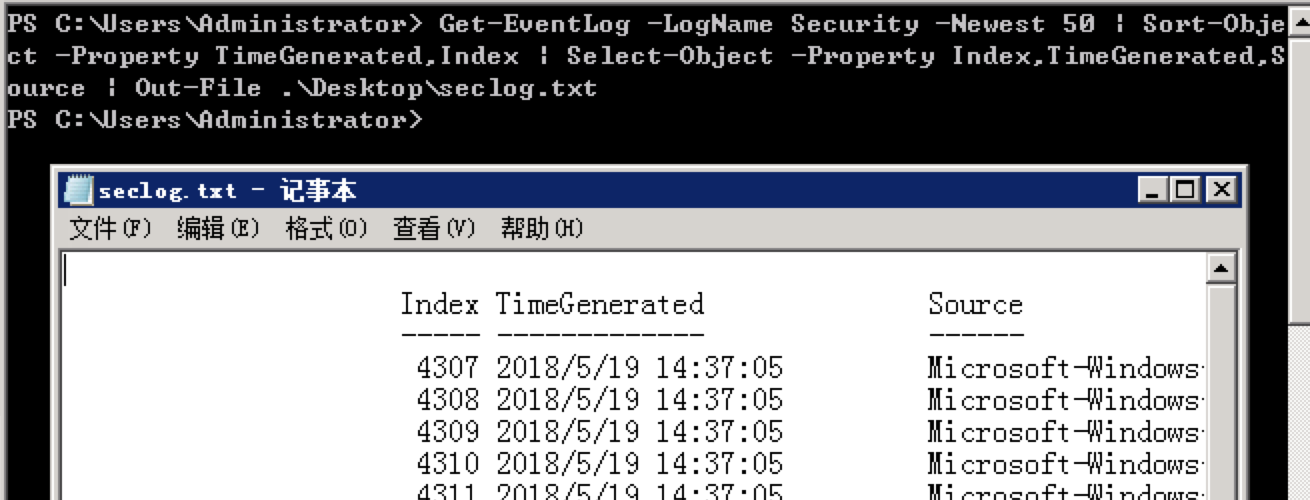 PS C:\Users\Administrator> Get-EventLog -LogName Security -Newest 50 | Sort-Obje
ct -Property TimeGenerated,Index | Select-Object -Property Index,TimeGenerated,S
ource | Out-File .\Desktop\seclog.txt
PS C:\Users\Administrator>
seclog.txt - 记事本
文件(F) 编辑(E) 格式(O) 查看(V) 帮助(H)
Index TimeGenerated Source
----- ------------- ------
4307 2018/5/19 14:37:05 Microsoft-Windows-
4308 2018/5/19 14:37:05 Microsoft-Windows-
4309 2018/5/19 14:37:05 Microsoft-Windows-
4310 2018/5/19 14:37:05 Microsoft-Windows-
4311 2018/5/19 14:37:05 Microsoft-Windows-